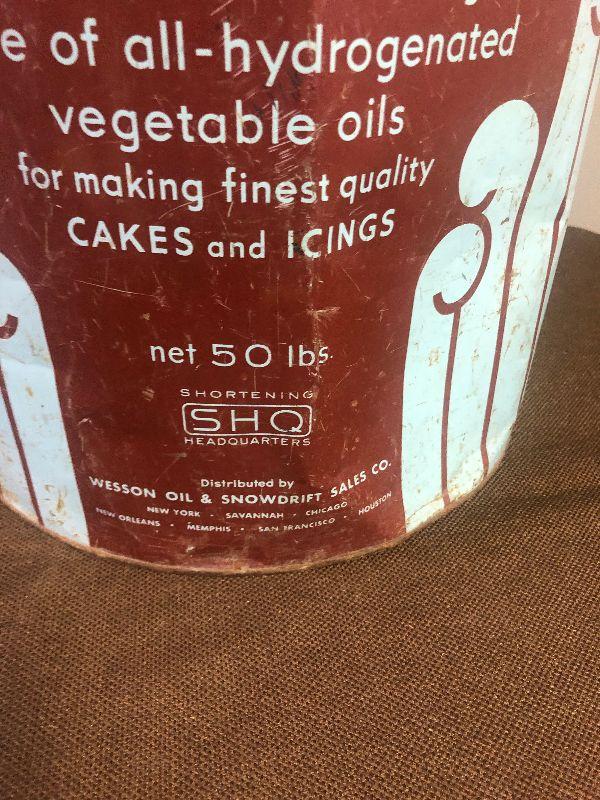 e of all-hydrogenated
vegetable oils
for making finest quality
CAKES and ICINGS
net 50 lbs.
SHORTENING
SHQ
HEADQUARTERS
Distributed by
WESSON OIL & SNOWDRIFT SALES CO.
NEW YORK · SAVANNAH · CHICAGO
NEW ORLEANS · MEMPHIS · SAN FRANCISCO · HOUSTON